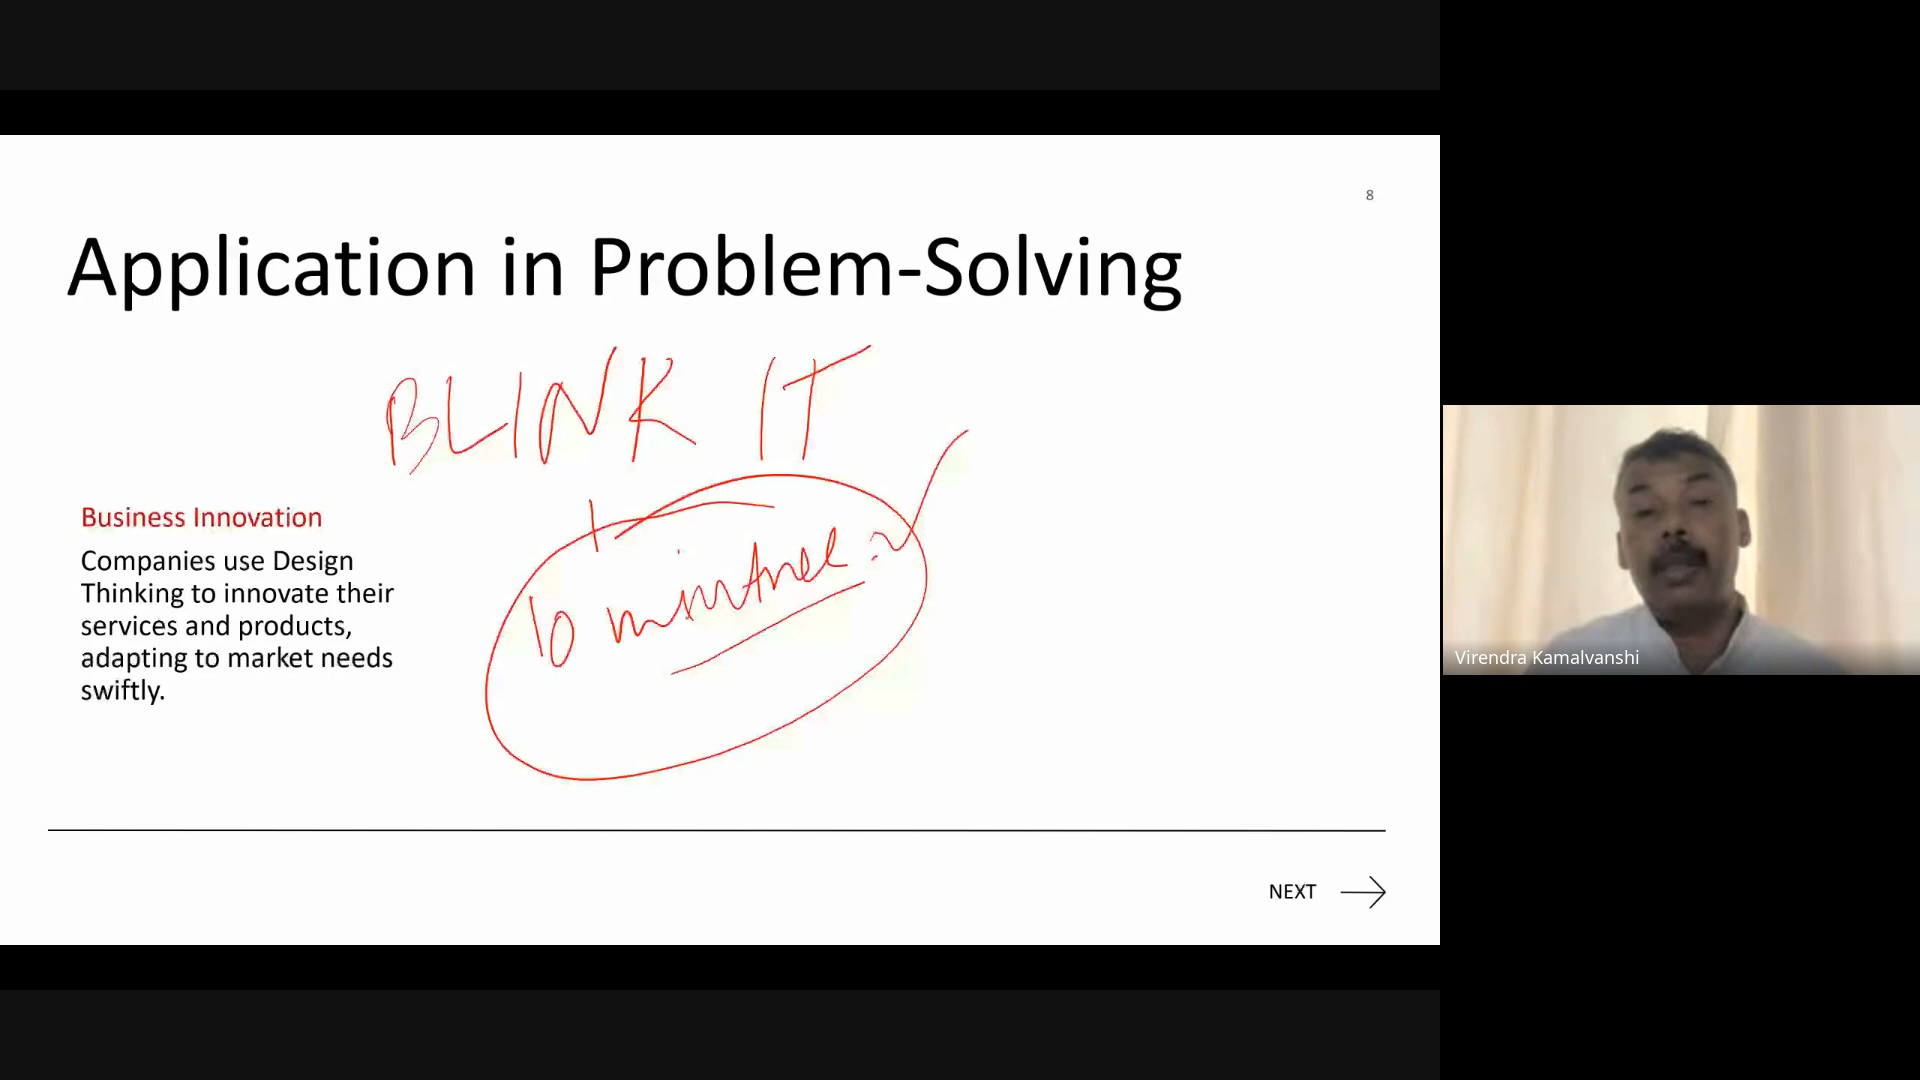 8
Application in Problem-Solving
BLINK IT
10
Business Innovation
Companies use Design
Thinking to innovate their
services and products,
adapting to market needs
swiftly.
NEXT
Virendra Kamalvanshi